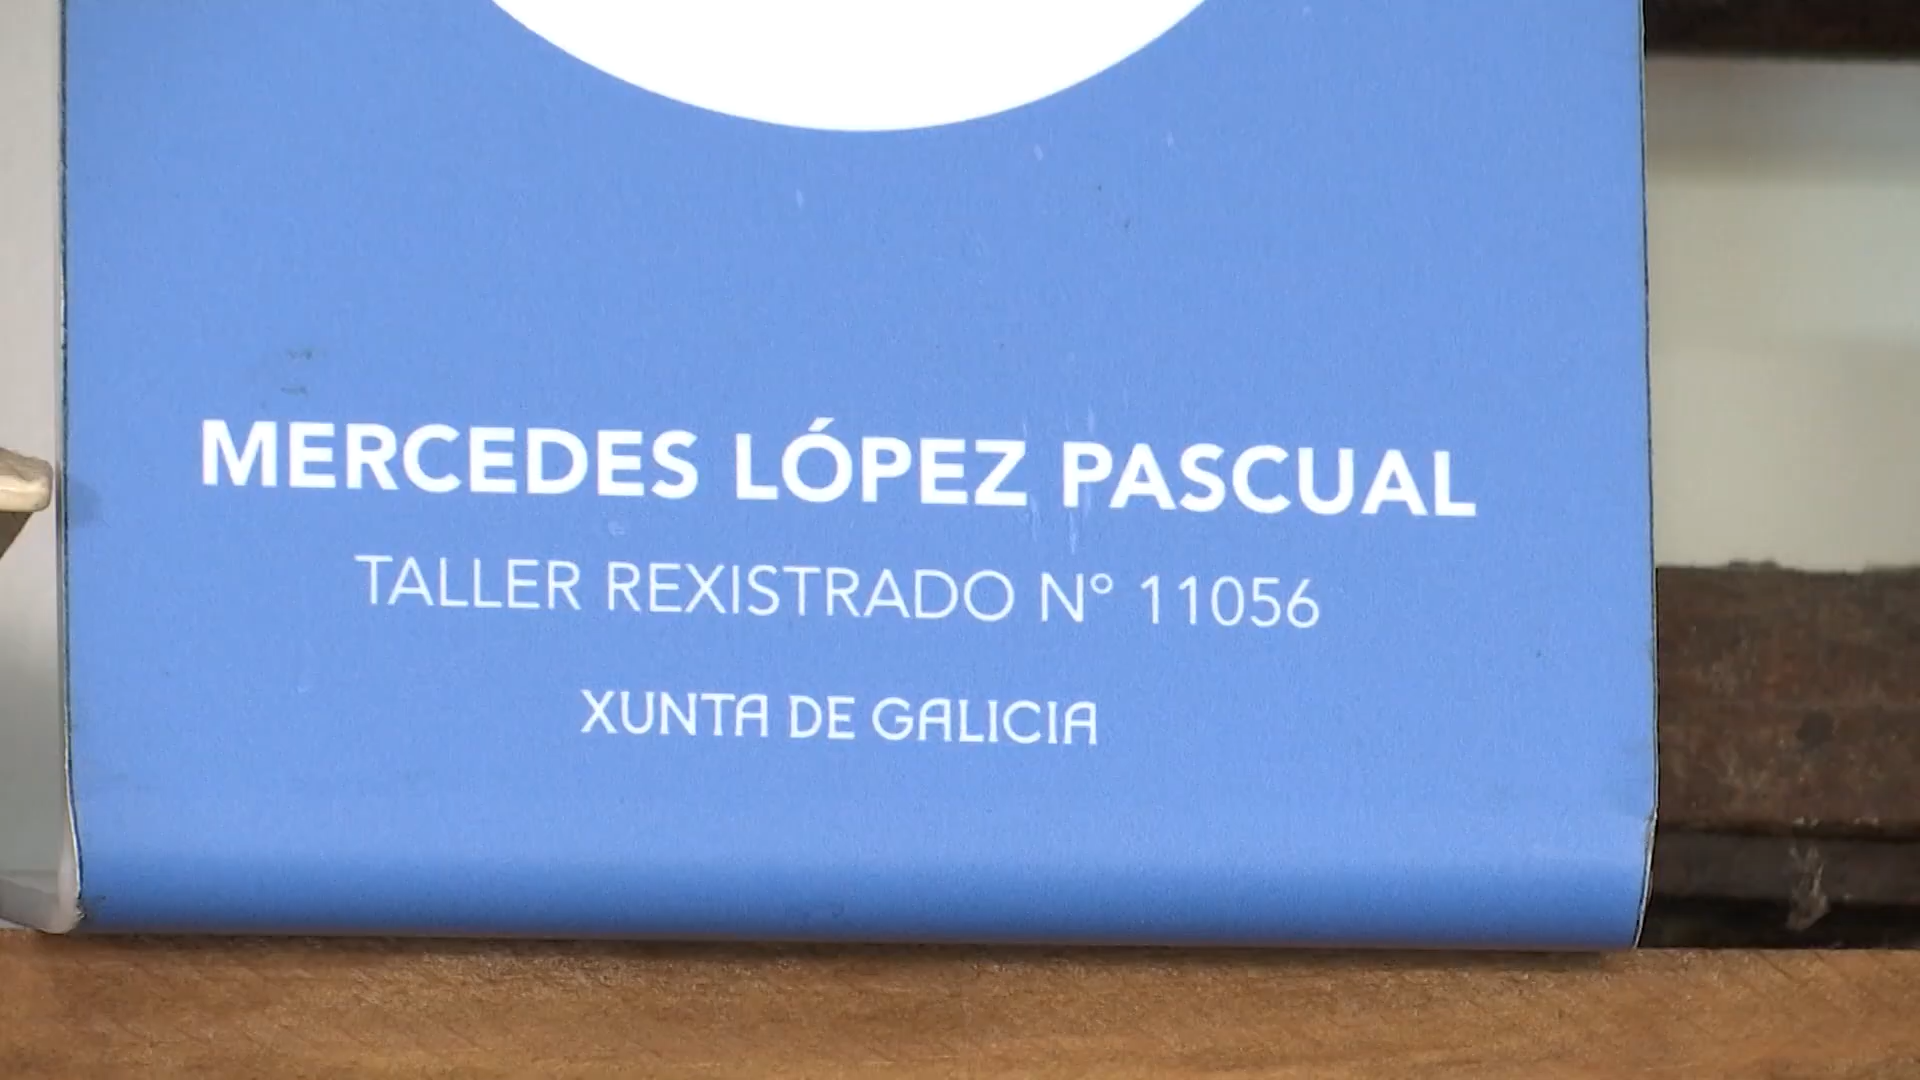 MERCEDES LÓPEZ PASCUAL
TALLER REXISTRADO Nº 11056
XUNTA DE GALICIA